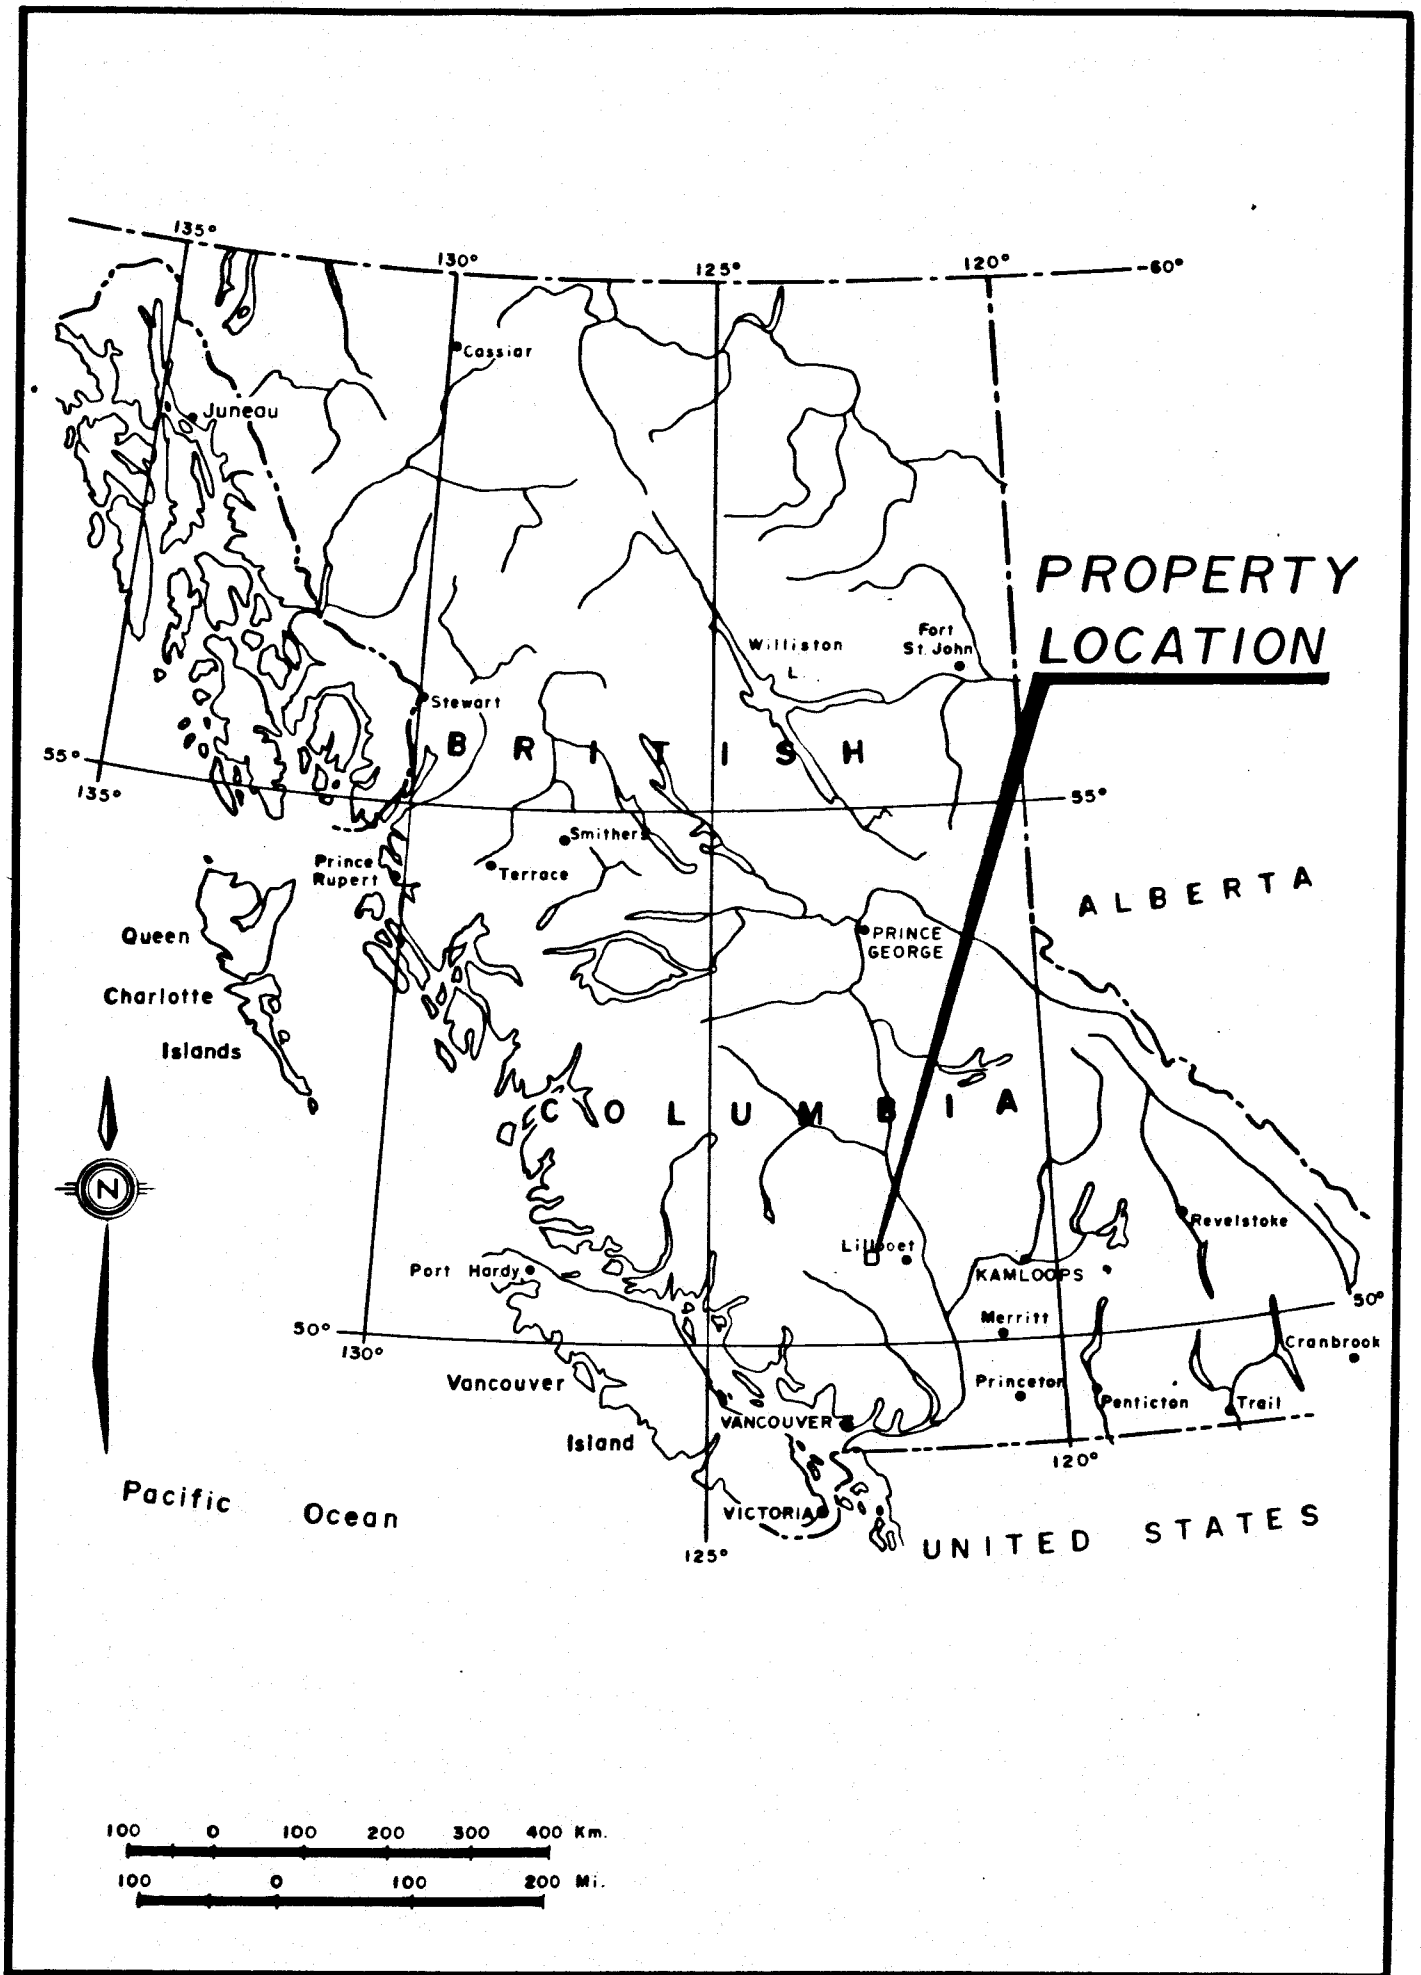 135°
130°
125°
120°
60°
Cassiar
Juneau
PROPERTY
LOCATION
Williston
L.
Fort
St. John
Stewart
BRITISH
55°
135°
55°
Smithers
Terrace
Prince
Rupert
ALBERTA
Queen
Charlotte
Islands
PRINCE
GEORGE
COLUMBIA
N
Revelstoke
Lillooet
Port Hardy
KAMLOOPS
50°
Merritt
50°
130°
Cranbrook
Vancouver
Island
Princeton
Penticton
Trail
VANCOUVER
120°
Pacific Ocean
VICTORIA
UNITED STATES
125°
100 0 100 200 300 400 Km.
100 0 100 200 Mi.